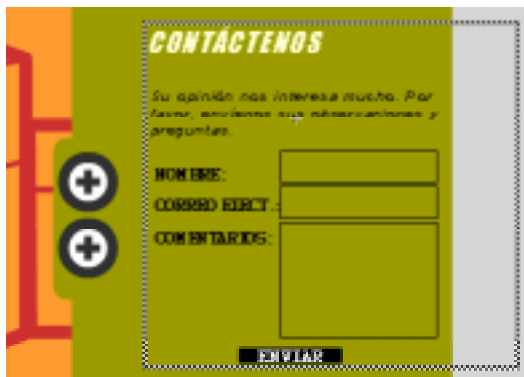 CONTÁCTENOS
Su opinión nos interesa mucho. Por
favor, envíenos sus observaciones y
preguntas.
NOMBRE:
CORREO ELECT.:
COMENTARIOS:
ENVIAR